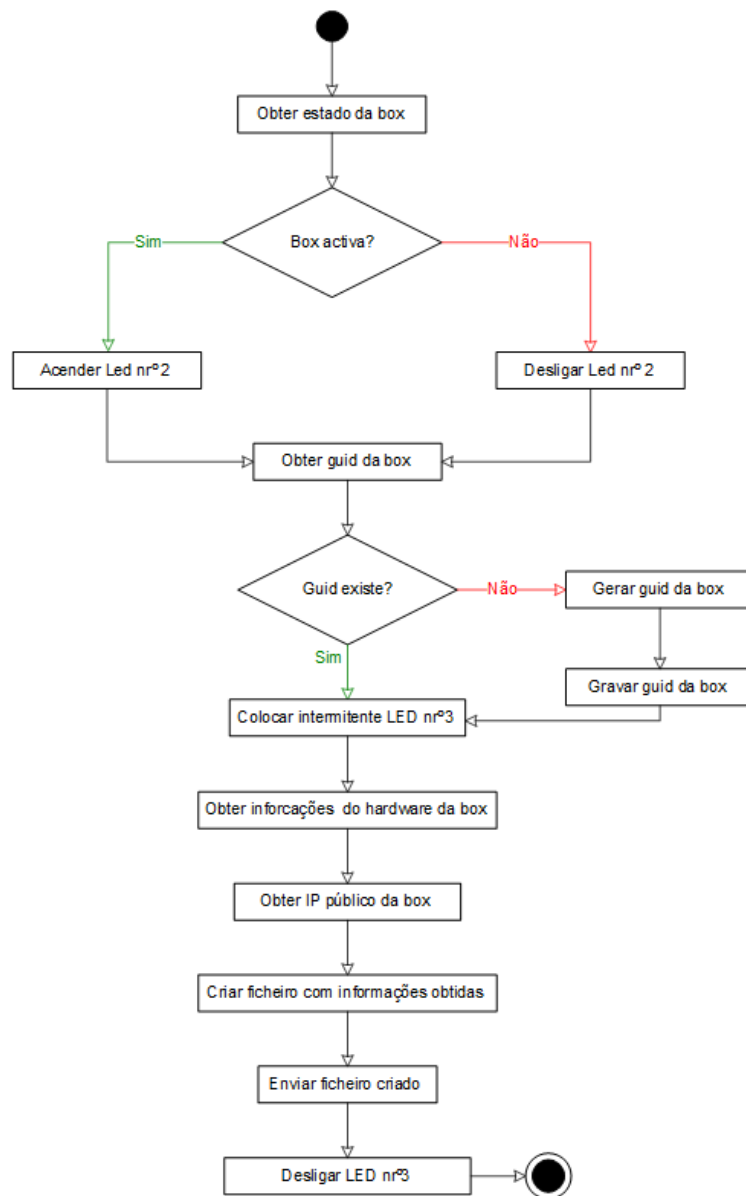 Obter estado da box
Box activa?
Sim
Não
Acender Led nrº 2
Desligar Led nrº 2
Obter guid da box
Guid existe?
Não
Gerar guid da box
Sim
Gravar guid da box
Colocar intermitente LED nrº3
Obter inforcações do hardware da box
Obter IP público da box
Criar ficheiro com informações obtidas
Enviar ficheiro criado
Desligar LED nrº3